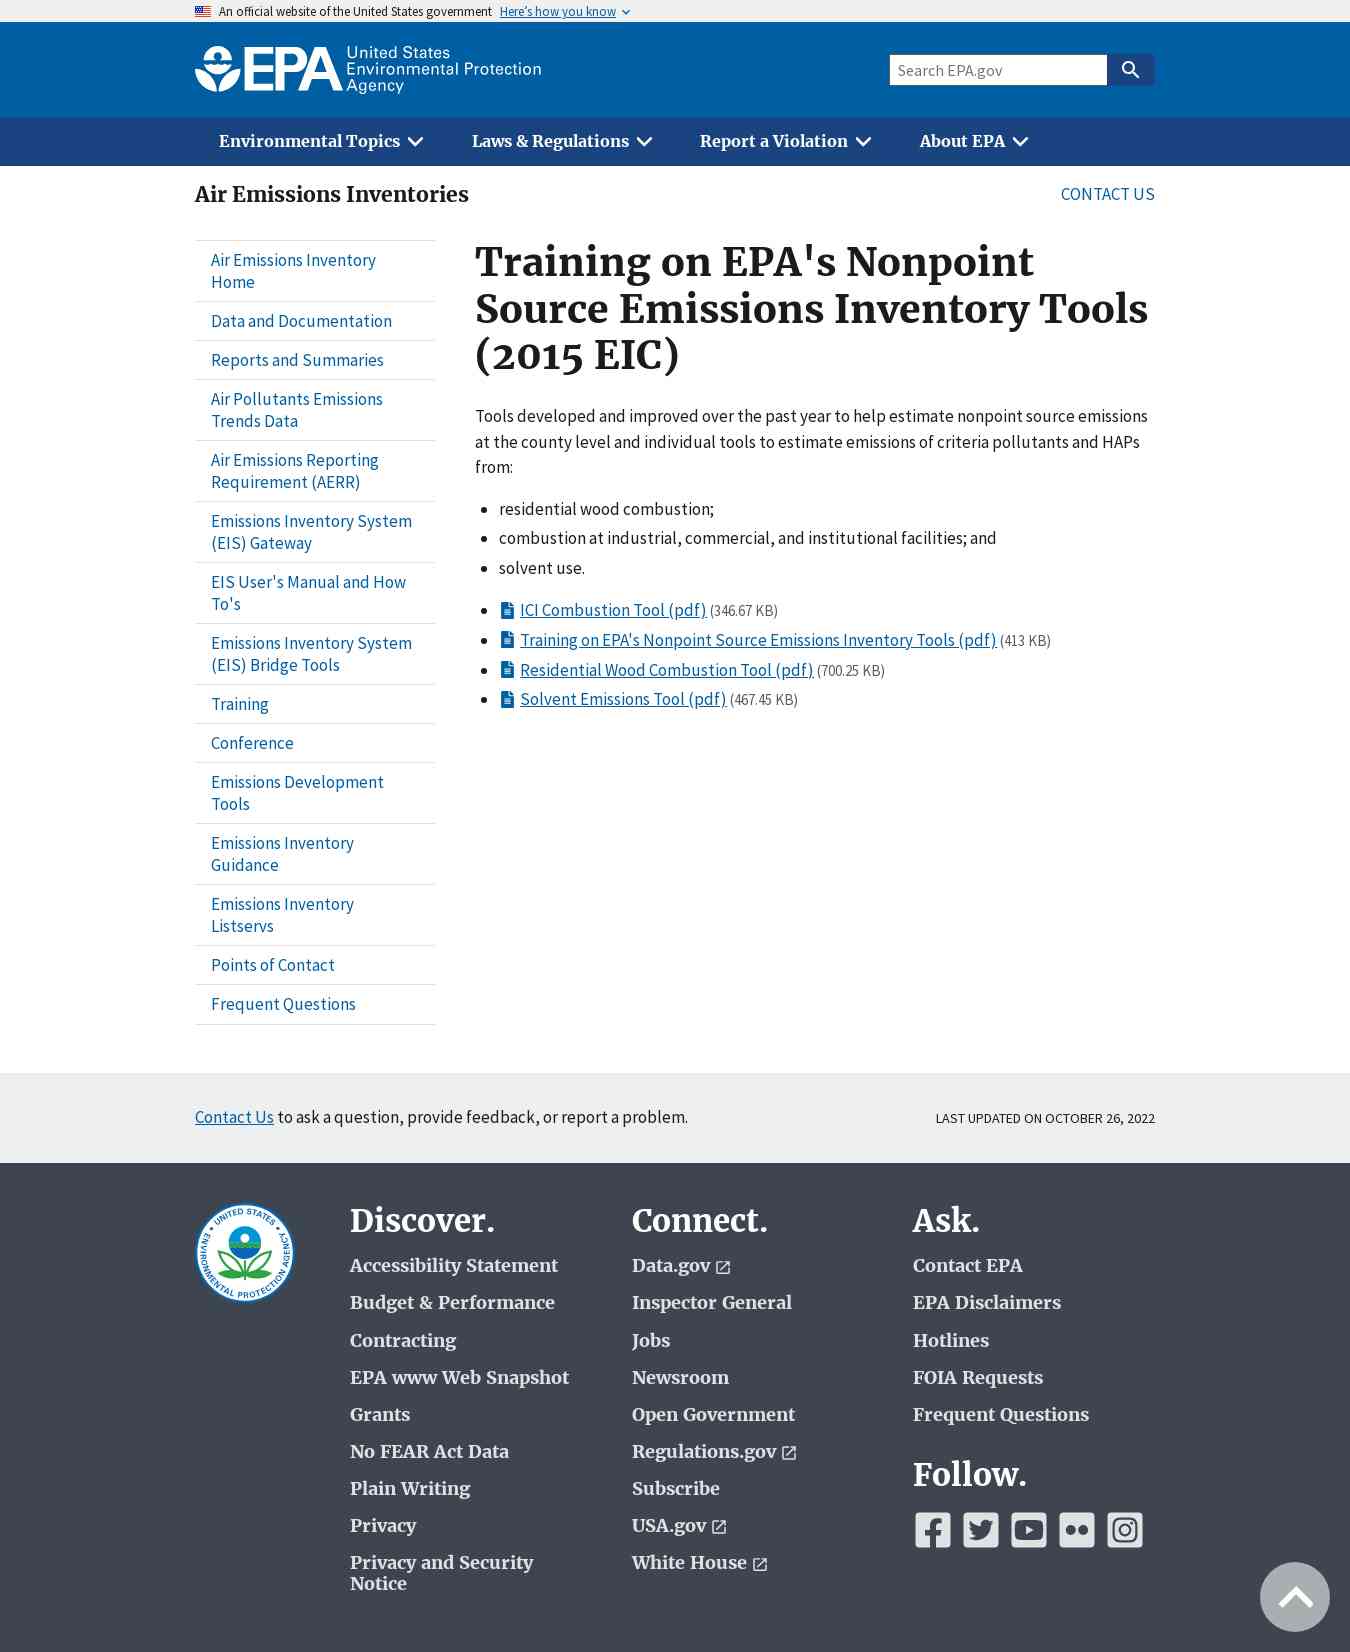 An official website of the United States government Here's how you know
EPA United States
Environmental Protection
Agency
Search EPA.gov
Environmental Topics
Laws & Regulations
Report a Violation
About EPA
Air Emissions Inventories
CONTACT US
Air Emissions Inventory
Home
Data and Documentation
Reports and Summaries
Air Pollutants Emissions
Trends Data
Air Emissions Reporting
Requirement (AERR)
Emissions Inventory System
(EIS) Gateway
EIS User's Manual and How
To's
Emissions Inventory System
(EIS) Bridge Tools
Training
Conference
Emissions Development
Tools
Emissions Inventory
Guidance
Emissions Inventory
Listservs
Points of Contact
Frequent Questions
Training on EPA's Nonpoint
Source Emissions Inventory Tools
(2015 EIC)
Tools developed and improved over the past year to help estimate nonpoint source emissions
at the county level and individual tools to estimate emissions of criteria pollutants and HAPs
from:
• residential wood combustion;
• combustion at industrial, commercial, and institutional facilities; and
• solvent use.
• ICI Combustion Tool (pdf) (346.67 KB)
• Training on EPA's Nonpoint Source Emissions Inventory Tools (pdf) (413 KB)
• Residential Wood Combustion Tool (pdf) (700.25 KB)
• Solvent Emissions Tool (pdf) (467.45 KB)
Contact Us to ask a question, provide feedback, or report a problem.
LAST UPDATED ON OCTOBER 26, 2022
UNITED STATES
ENVIRONMENTAL PROTECTION AGENCY
Discover.
Accessibility Statement
Budget & Performance
Contracting
EPA www Web Snapshot
Grants
No FEAR Act Data
Plain Writing
Privacy
Privacy and Security
Notice
Connect.
Data.gov
Inspector General
Jobs
Newsroom
Open Government
Regulations.gov
Subscribe
USA.gov
White House
Ask.
Contact EPA
EPA Disclaimers
Hotlines
FOIA Requests
Frequent Questions
Follow.